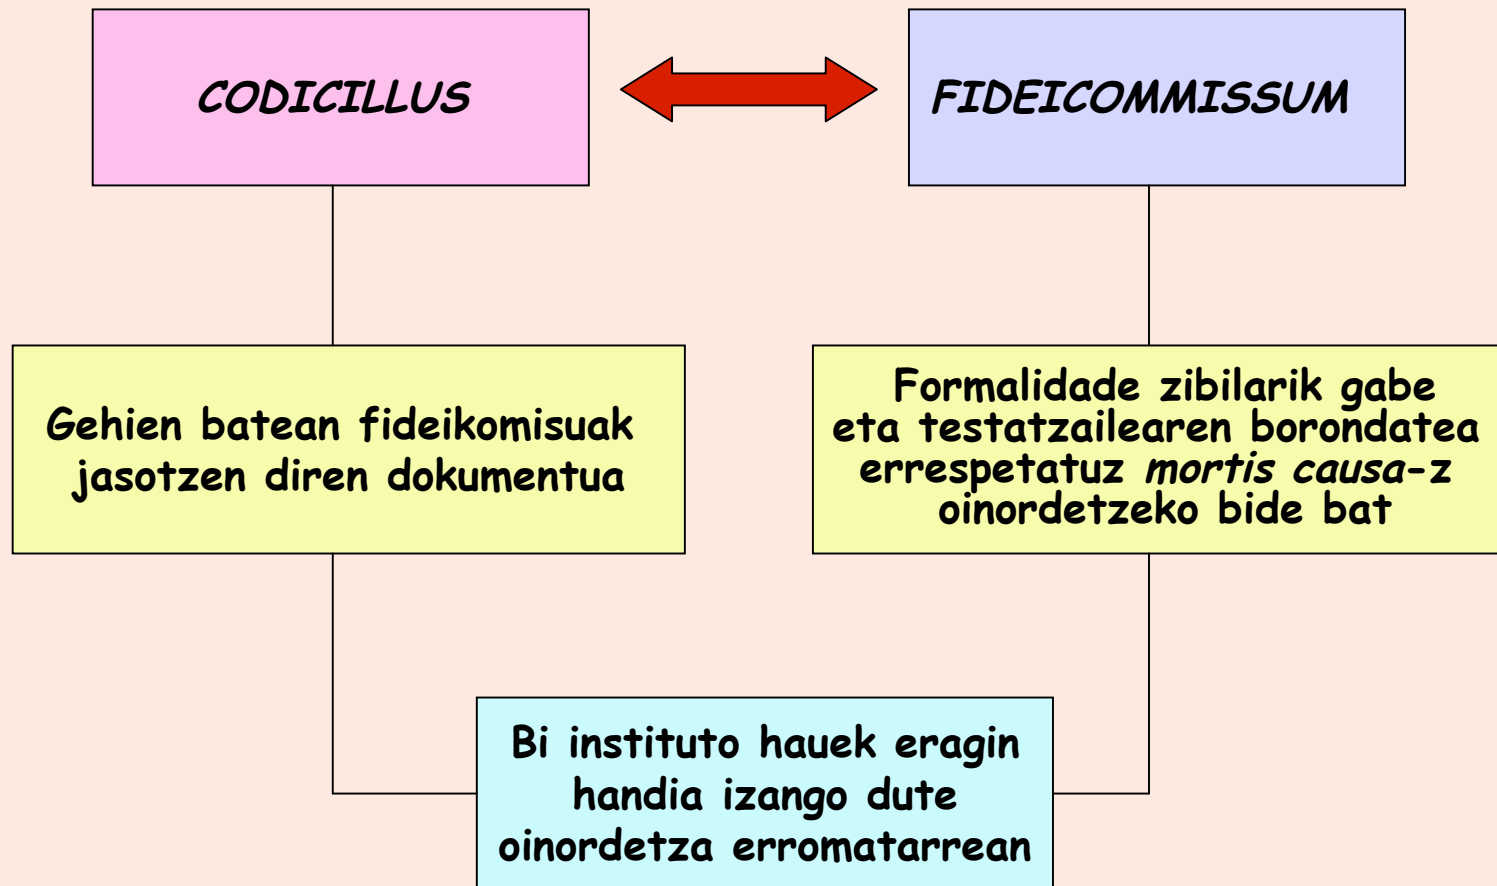 CODICILLUS
FIDEICOMMISSUM
Gehien batean fideikomisuak
jasotzen diren dokumentua
Formalidade zibilarik gabe
eta testatzailearen borondatea
errespetatuz mortis causa-z
oinordetzeko bide bat
Bi instituto hauek eragin
handia izango dute
oinordetza erromatarrean